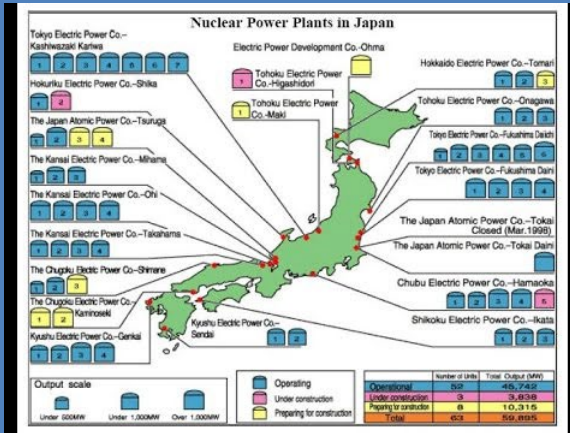 Nuclear Power Plants in Japan
Tokyo Electric Power Co.–
Kashiwazaki Kariwa
1 2 3 4 5 6 7
Hokuriku Electric Power Co.–Shika
1 2
The Japan Atomic Power Co.–Tsuruga
1 2 3 4
The Kansai Electric Power Co.–Mihama
1 2 3
The Kansai Electric Power Co.–Ohi
1 2 3 4
The Kansai Electric Power Co.–Takahama
1 2 3 4
The Chugoku Electric Power Co.–Shimane
1 2 3
The Chugoku Electric Power Co.–
Kaminoseki
1 2
Kyushu Electric Power Co.–Genkai
1 2 3 4
Electric Power Development Co.–Ohma
Tohoku Electric Power
Co.–Higashidori
1
Tohoku Electric Power
Co.–Maki
1
Kyushu Electric Power Co.–
Sendai
1 2
Hokkaido Electric Power Co.–Tomari
1 2 3
Tohoku Electric Power Co.–Onagawa
1 2 3
Tokyo Electric Power Co.–Fukushima Daiichi
1 2 3 4 5 6
Tokyo Electric Power Co.–Fukushima Daini
1 2 3 4
The Japan Atomic Power Co.–Tokai
Closed (Mar.1998)
The Japan Atomic Power Co.–Tokai Daini
Chubu Electric Power Co.–Hamaoka
1 2 3 4 5
Shikoku Electric Power Co.–Ikata
1 2 3
Output scale
Under 500MW Under 1,000MW Over 1,000MW
Operating
Under construction
Preparing for construction
Number of Units Total Output (MW)
Operational 52 45,742
Under construction 3 3,838
Preparing for construction 8 10,315
Total 63 59,895